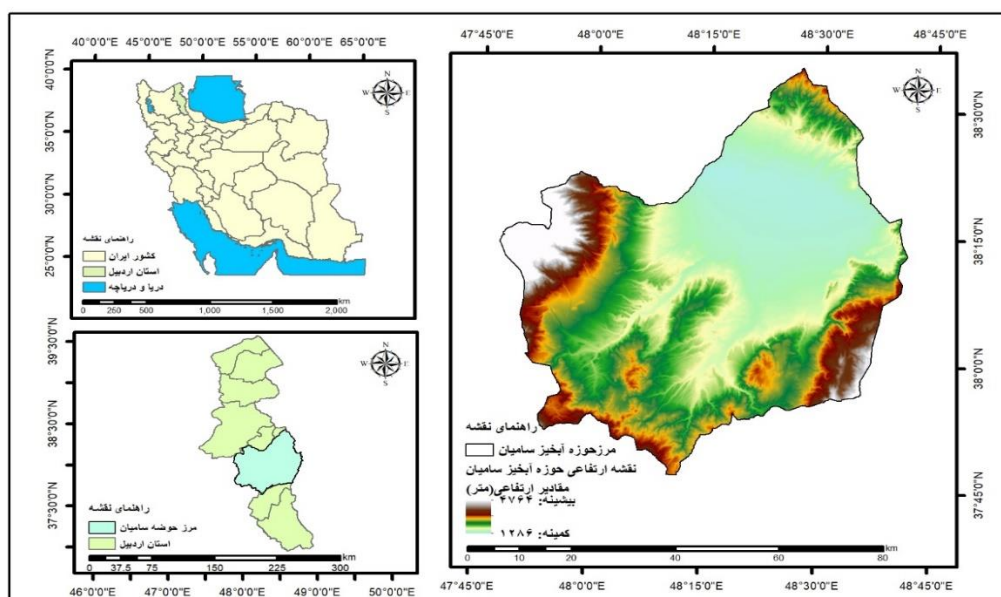 40°0'0"E 45°0'0"E 50°0'0"E 55°0'0"E 60°0'0"E 65°0'0"E
40°0'0"N
35°0'0"N
30°0'0"N
25°0'0"N
N
W E
S
راهنمای نقشه
کشور ایران
استان اردبیل
دریا و دریاچه
km
0 250 500 1,000 1,500 2,000
39°30'0"N
38°30'0"N
37°30'0"N
N
W E
S
راهنمای نقشه
مرز حوضه سامیان
استان اردبیل
km
0 37.5 75 150 225 300
46°0'0"E 47°0'0"E 48°0'0"E 49°0'0"E 50°0'0"E
47°45'0"E 48°0'0"E 48°15'0"E 48°30'0"E 48°45'0"E
38°30'0"N
38°15'0"N
38°0'0"N
37°45'0"N
N
W E
S
راهنمای نقشه
مرزحوزه آبخیز سامیان
نقشه ارتفاعی حوزه آبخیز سامیان
مقادیر ارتفاعی(متر)
بیشینه: ۴۷۶۴
کمینه: ۱۲۸۶
km
0 10 20 40 60 80
47°45'0"E 48°0'0"E 48°15'0"E 48°30'0"E 48°45'0"E